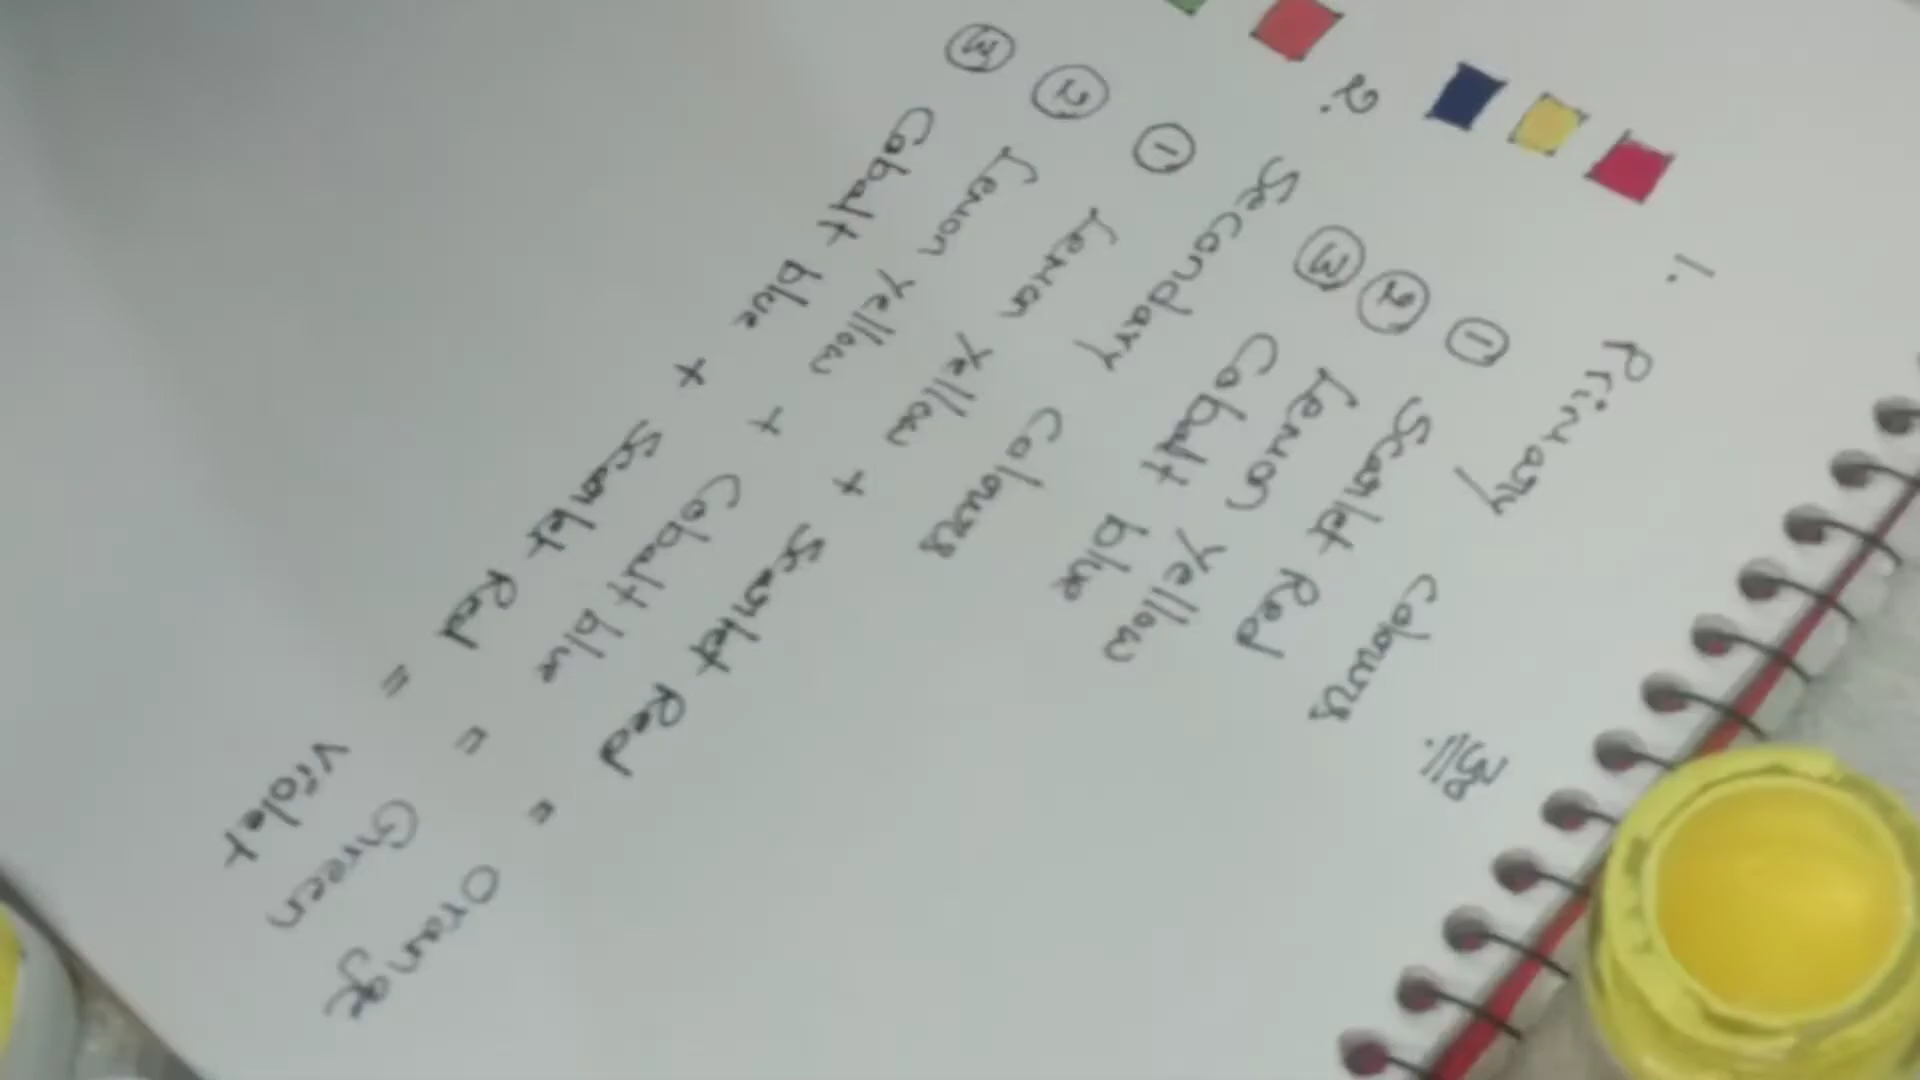 1. Primary Colours
① Scarlet Red
② Lemon Yellow
③ Cobalt blue
2. Secondary Colours
① Lemon Yellow + Scarlet Red = Orange
② Lemon Yellow + Cobalt blue = Green
③ Cobalt blue + Scarlet Red = Violet